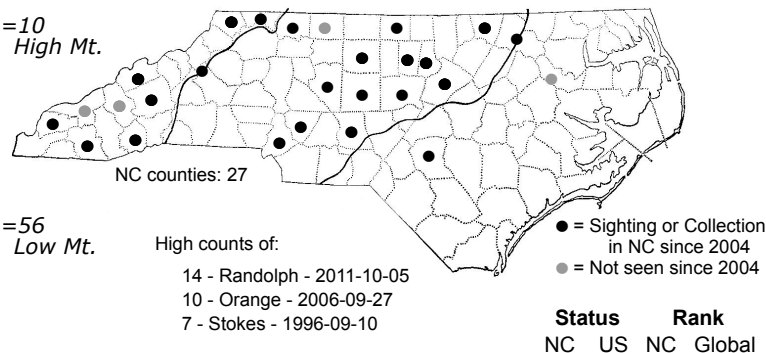 =10
High Mt.
NC counties: 27
=56
Low Mt.
High counts of:
14 - Randolph - 2011-10-05
10 - Orange - 2006-09-27
7 - Stokes - 1996-09-10
= Sighting or Collection
in NC since 2004
= Not seen since 2004
Status Rank
NC US NC Global